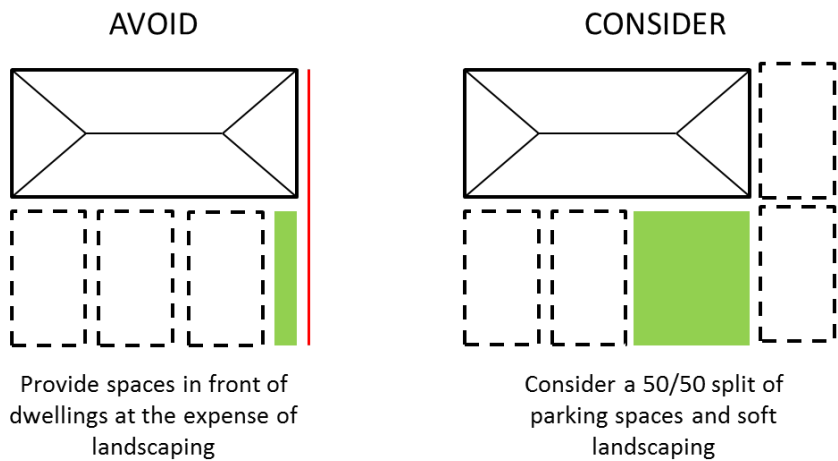 AVOID
CONSIDER
Provide spaces in front of
dwellings at the expense of
landscaping
Consider a 50/50 split of
parking spaces and soft
landscaping